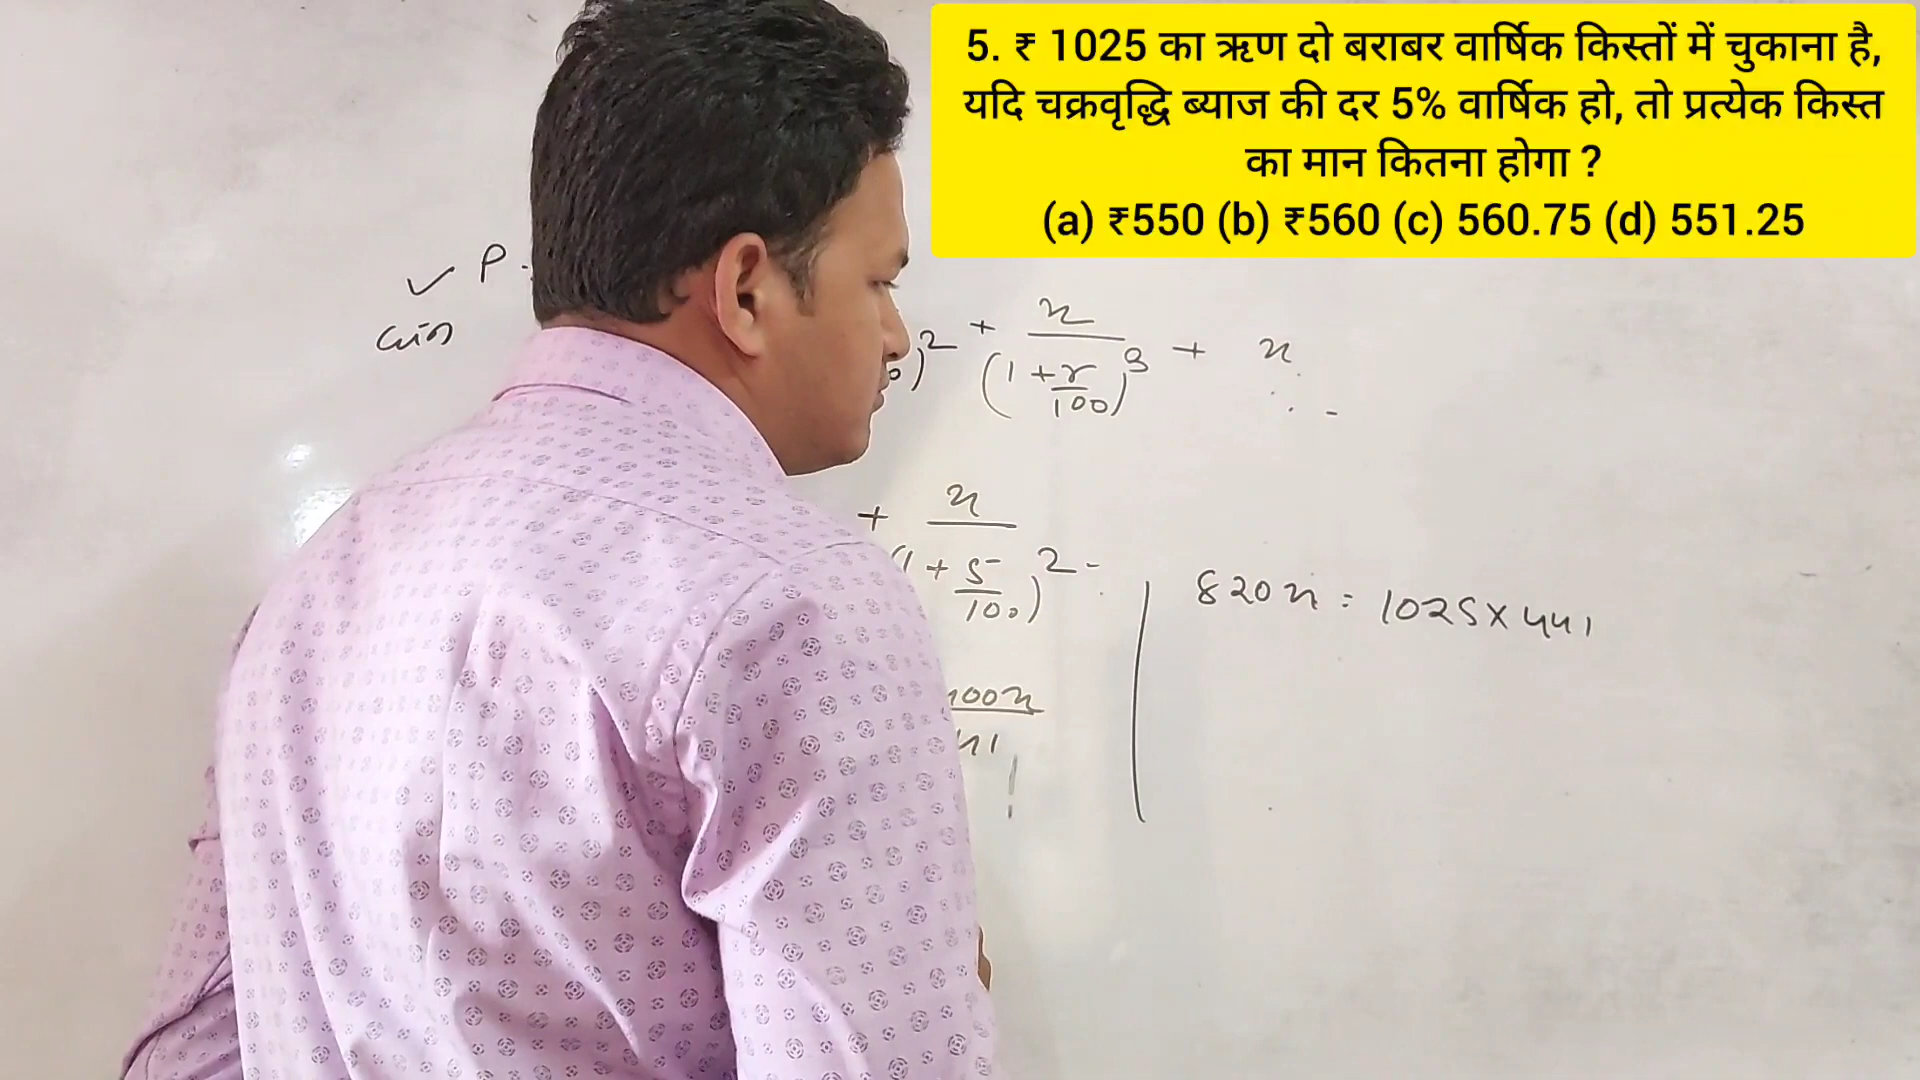 5. ₹ 1025 का ऋण दो बराबर वार्षिक किस्तों में चुकाना है,
यदि चक्रवृद्धि ब्याज की दर 5% वार्षिक हो, तो प्रत्येक किस्त
का मान कितना होगा ?
(a) ₹550 (b) ₹560 (c) 560.75 (d) 551.25
✓ P
)² + x/(1 + r/100)³ + x
+ x/(1 + 5/100)²
820x = 1025×441